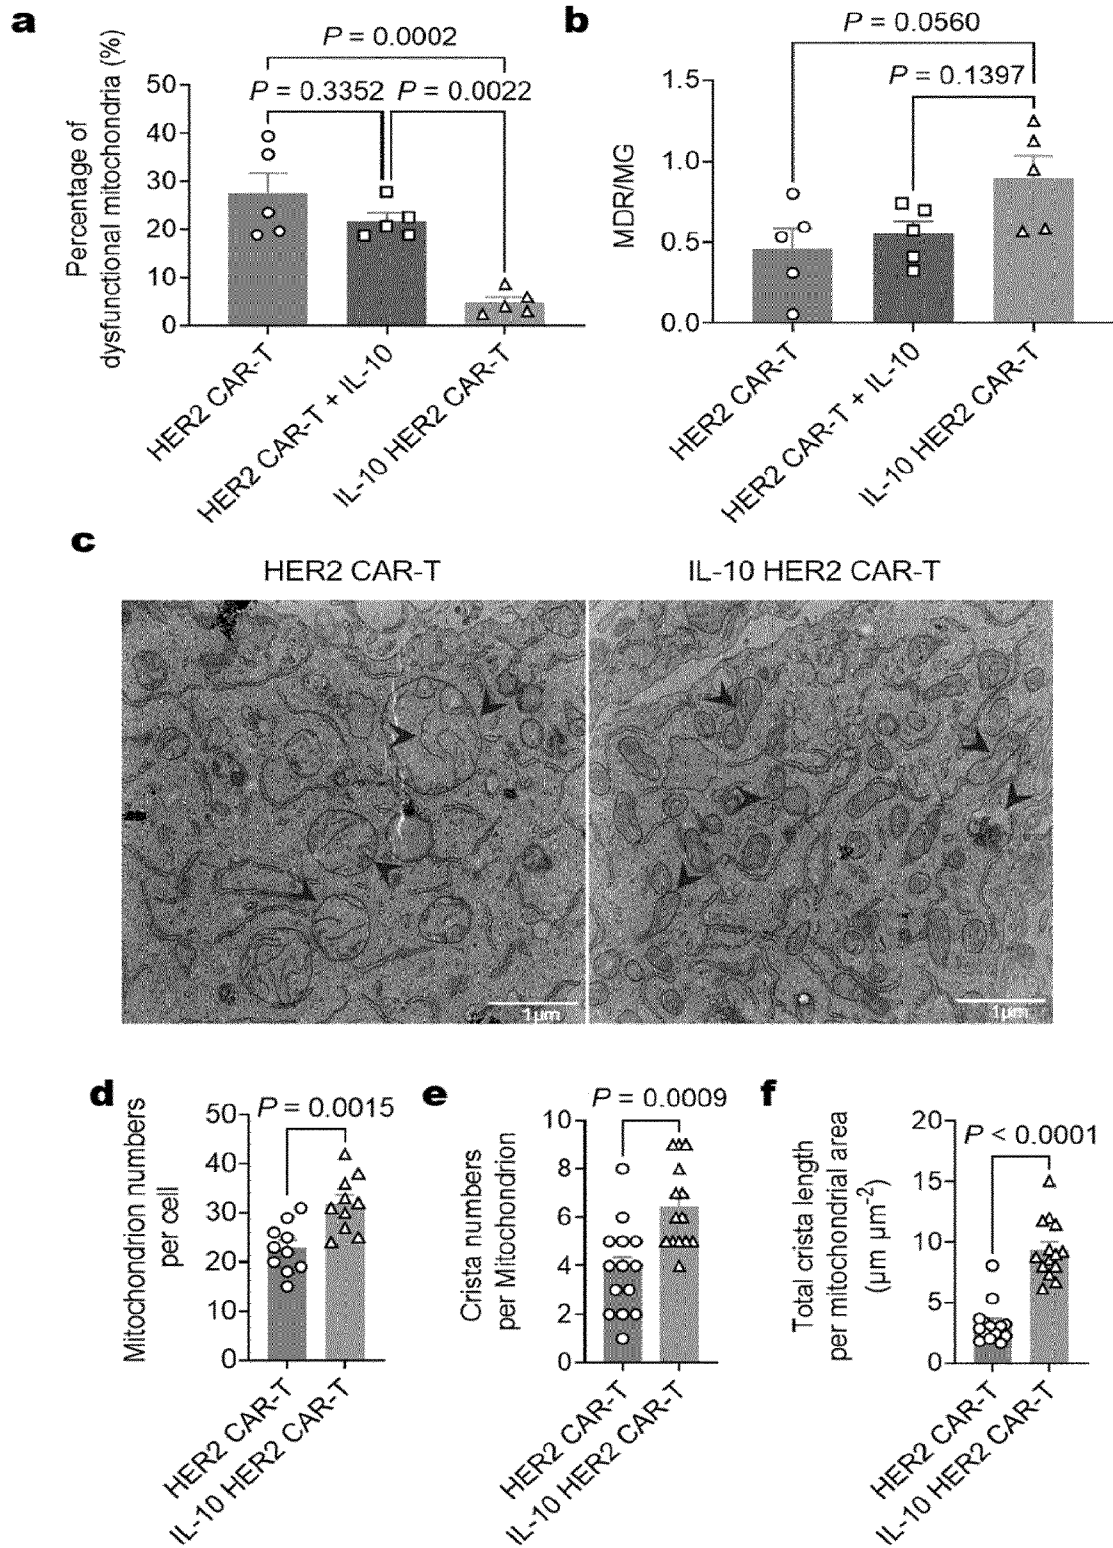 a
P = 0.0002
P = 0.3352
P = 0.0022
Percentage of
dysfunctional mitochondria (%)
50
40
30
20
10
0
HER2 CAR-T
HER2 CAR-T + IL-10
IL-10 HER2 CAR-T
b
P = 0.0560
P = 0.1397
MDR/MG
1.5
1.0
0.5
0.0
HER2 CAR-T
HER2 CAR-T + IL-10
IL-10 HER2 CAR-T
c
HER2 CAR-T
IL-10 HER2 CAR-T
1μm
1μm
d
P = 0.0015
Mitochondrion numbers
per cell
50
40
30
20
10
0
HER2 CAR-T
IL-10 HER2 CAR-T
e
P = 0.0009
Crista numbers
per Mitochondrion
10
8
6
4
2
0
HER2 CAR-T
IL-10 HER2 CAR-T
f
P < 0.0001
Total crista length
per mitochondrial area
(μm μm⁻²)
20
15
10
5
0
HER2 CAR-T
IL-10 HER2 CAR-T